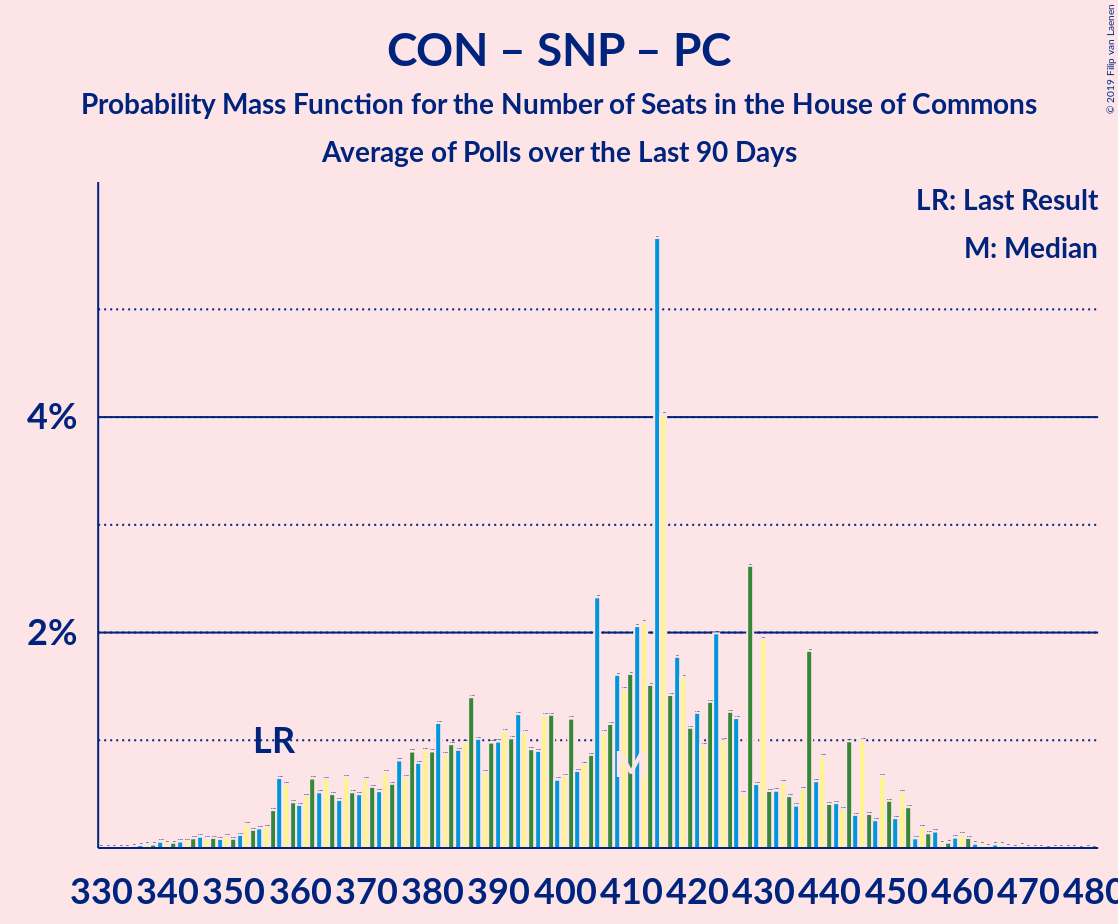 CON – SNP – PC
Probability Mass Function for the Number of Seats in the House of Commons
Average of Polls over the Last 90 Days
© 2019 Filip van Laenen
LR: Last Result
M: Median
4%
2%
LR
M
330 340 350 360 370 380 390 400 410 420 430 440 450 460 470 480